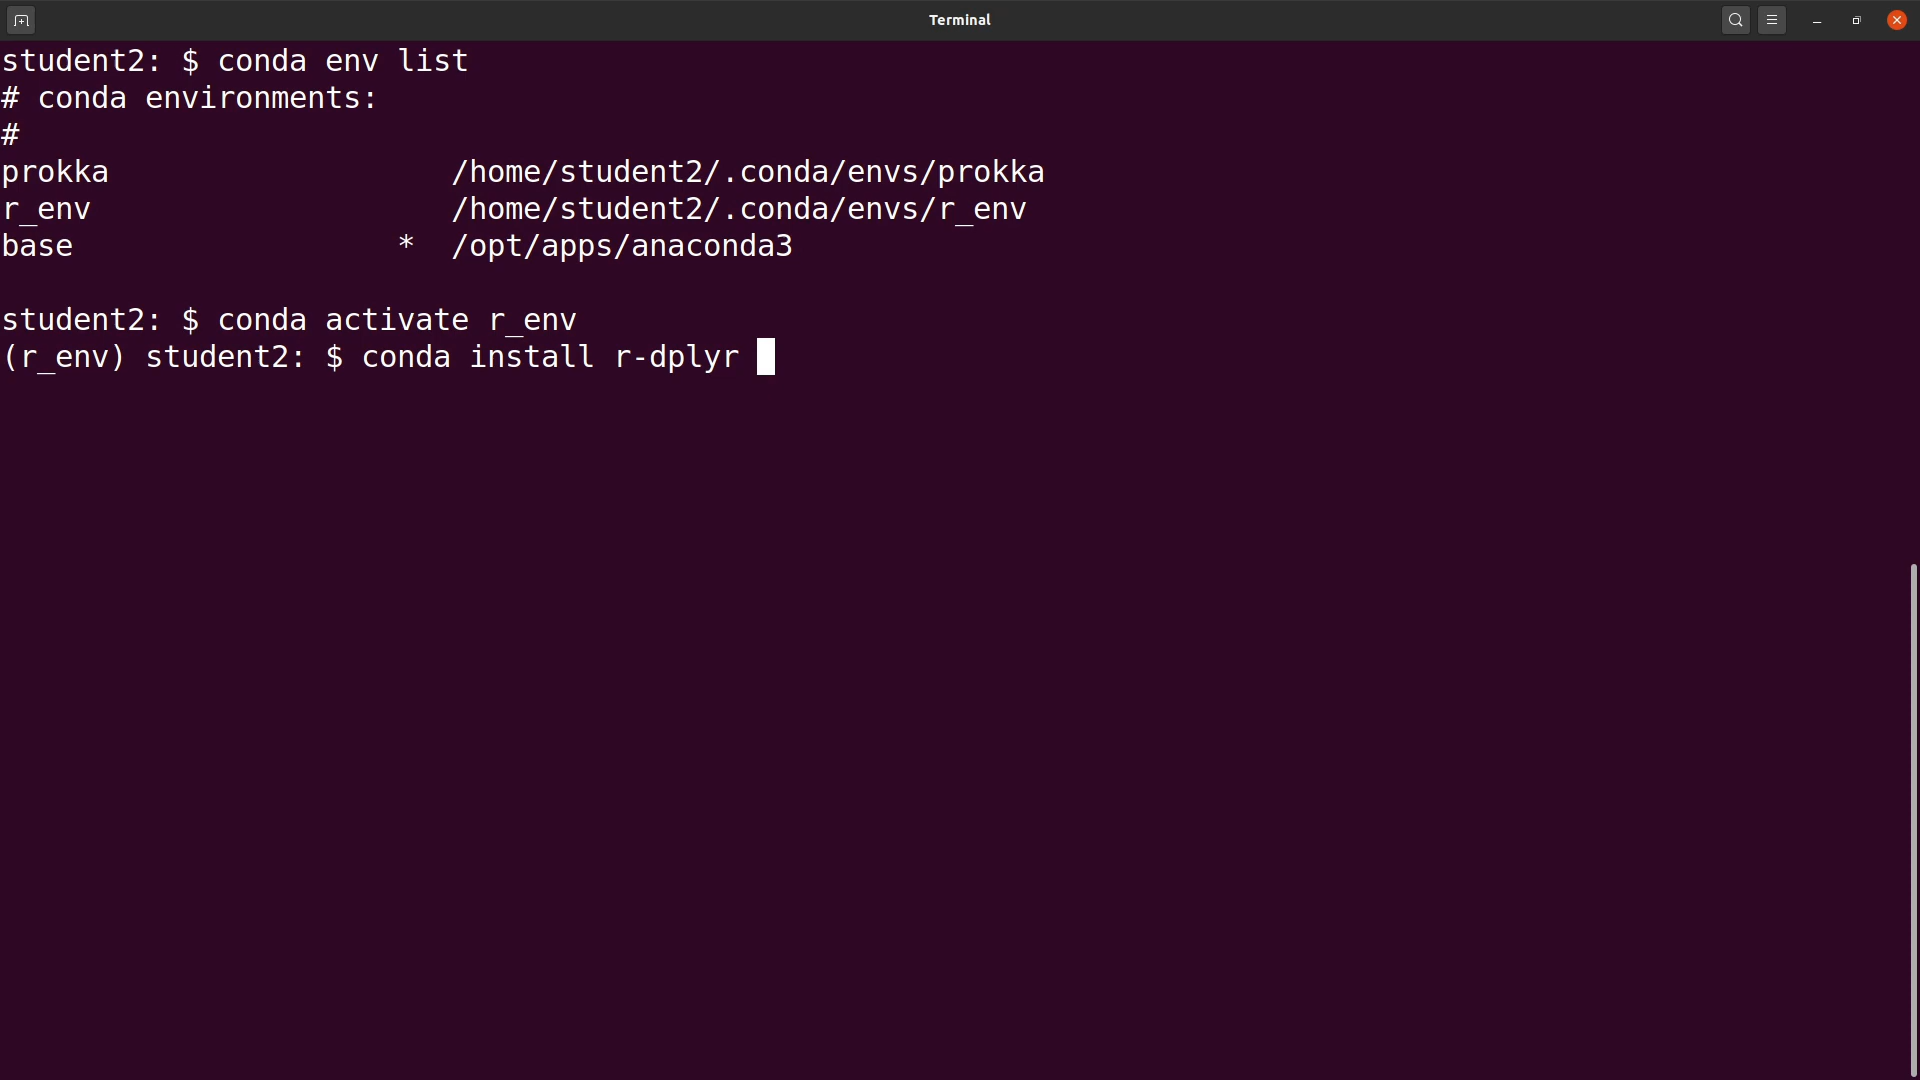 Terminal
student2: $ conda env list
# conda environments:
#
prokka                   /home/student2/.conda/envs/prokka
r_env                    /home/student2/.conda/envs/r_env
base                  *  /opt/apps/anaconda3
student2: $ conda activate r_env
(r_env) student2: $ conda install r-dplyr